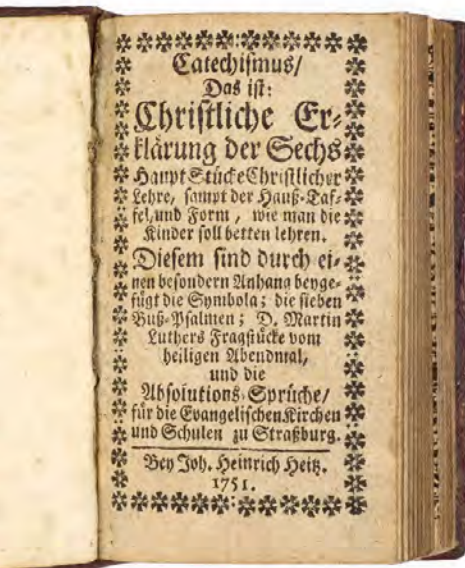 Catechismus/
Das ist:
Christliche Er-
klärung der Sechs
Haupt Stücke Christlicher
Lehre, sampt der Hauß-Taf-
fel, und Form, wie man die
Kinder soll betten lehren.
Diesem sind durch ei-
nen besondern Anhang beyge-
fügt die Symbola; die sieben
Buß-Psalmen; D. Martin
Luthers Fragstücke vom
heiligen Abendmal,
und die
Absolutions-Sprüche/
für die Evangelischen Kirchen
und Schulen zu Straßburg.
Bey Joh. Heinrich Heitz.
1751.